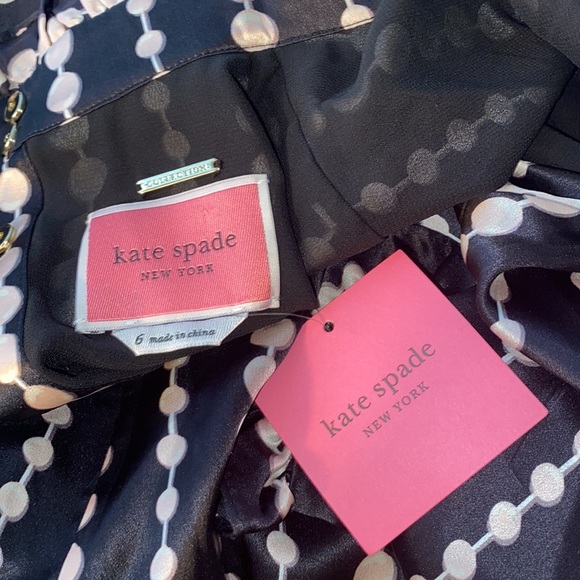 COLLECTION
kate spade
NEW YORK
6 made in china
kate spade
NEW YORK